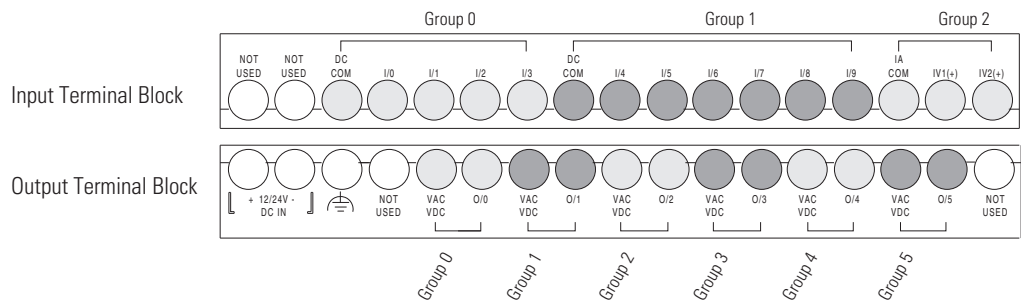 Group 0 Group 1 Group 2
NOT USED NOT USED DC COM I/0 I/1 I/2 I/3 DC COM I/4 I/5 I/6 I/7 I/8 I/9 IA COM IV1(+) IV2(+)
Input Terminal Block
Output Terminal Block
+ 12/24V - DC IN NOT USED VAC VDC O/0 VAC VDC O/1 VAC VDC O/2 VAC VDC O/3 VAC VDC O/4 VAC VDC O/5 NOT USED
Group 0 Group 1 Group 2 Group 3 Group 4 Group 5